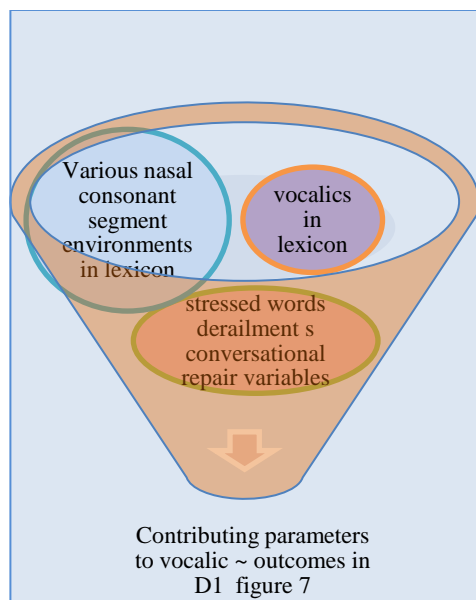 Various nasal
consonant
segment
environments
in lexicon
vocalics
in
lexicon
stressed words
derailment s
conversational
repair variables
Contributing parameters
to vocalic ~ outcomes in
D1 figure 7